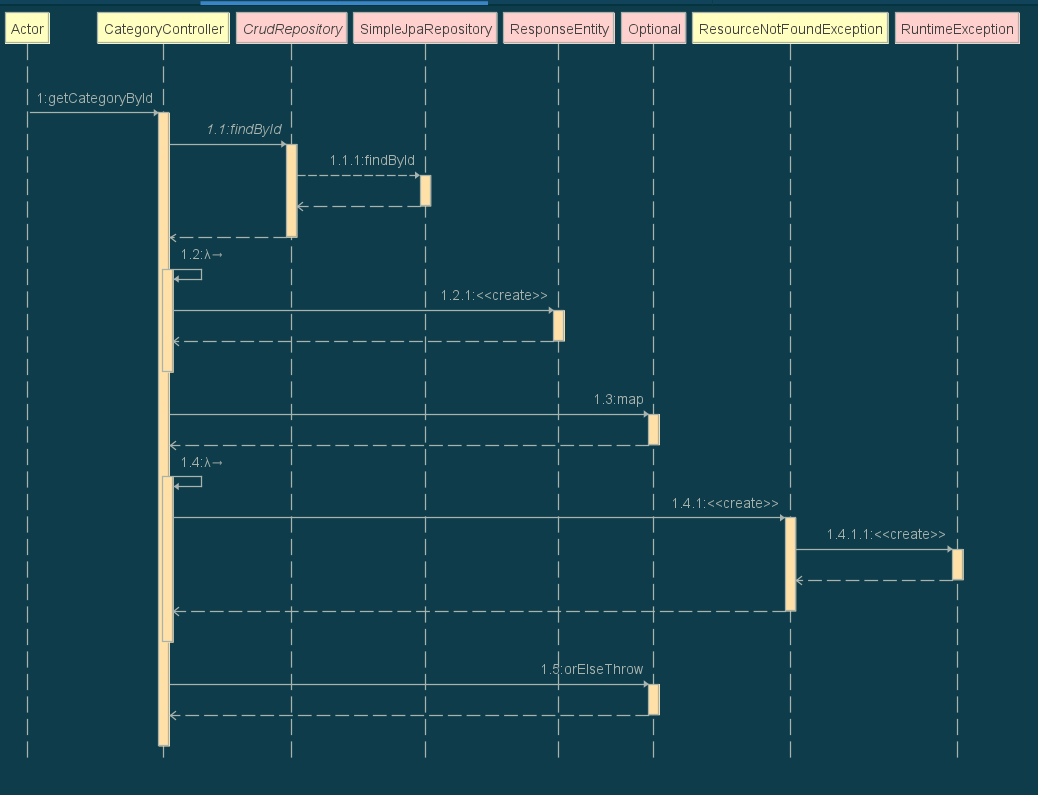 Actor
CategoryController
CrudRepository
SimpleJpaRepository
ResponseEntity
Optional
ResourceNotFoundException
RuntimeException
1:getCategoryById
1.1:findById
1.1.1:findById
1.2:λ→
1.2.1:<<create>>
1.3:map
1.4:λ→
1.4.1:<<create>>
1.4.1.1:<<create>>
1.5:orElseThrow